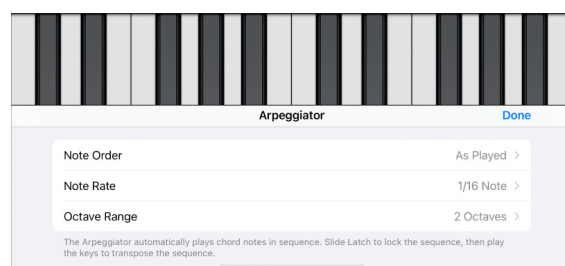 Arpeggiator Done
Note Order As Played >
Note Rate 1/16 Note >
Octave Range 2 Octaves >
The Arpeggiator automatically plays chord notes in sequence. Slide Latch to lock the sequence, then play
the keys to transpose the sequence.